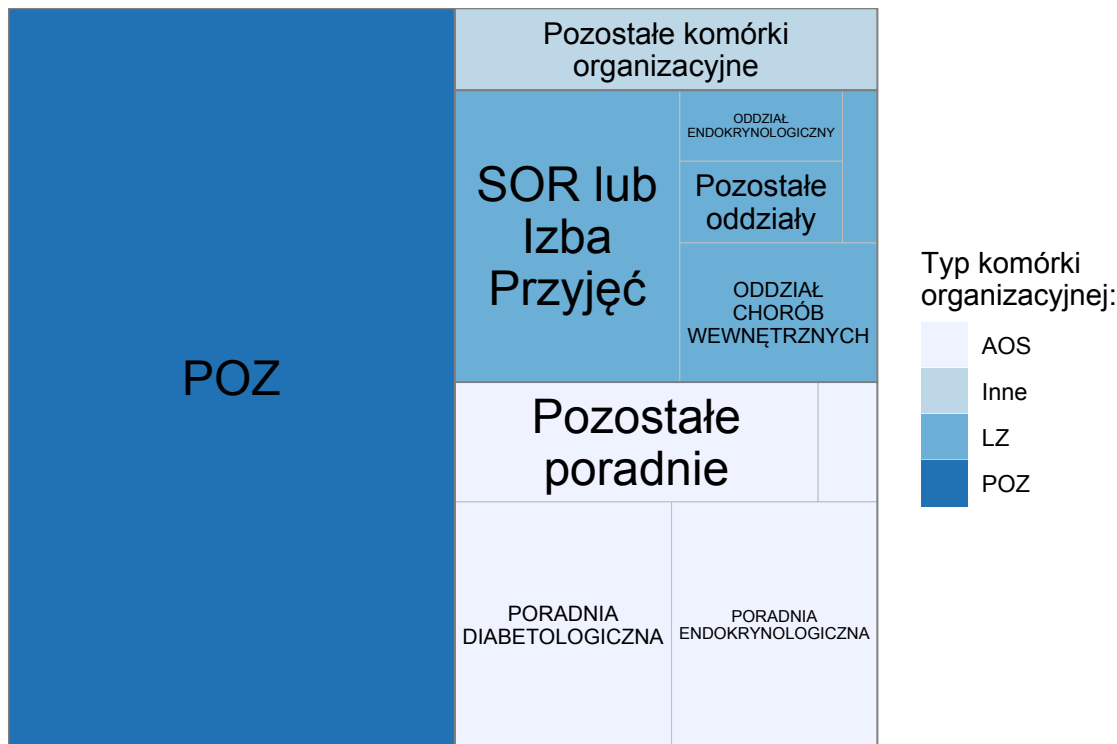 POZ
Pozostałe komórki
organizacyjne
SOR lub
Izba
Przyjęć
ODDZIAŁ
ENDOKRYNOLOGICZNY
Pozostałe
oddziały
ODDZIAŁ
CHORÓB
WEWNĘTRZNYCH
Pozostałe
poradnie
PORADNIA
DIABETOLOGICZNA
PORADNIA
ENDOKRYNOLOGICZNA
Typ komórki
organizacyjnej:
AOS
Inne
LZ
POZ